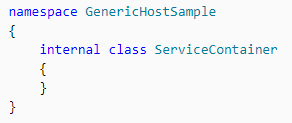 namespace GenericHostSample
{
    internal class ServiceContainer
    {
    }
}